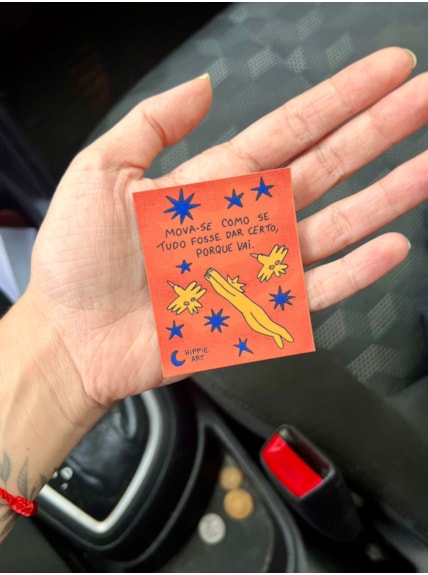 MOVA-SE COMO SE
TUDO FOSSE DAR CERTO,
PORQUE VAI.
HIPPIE
ART